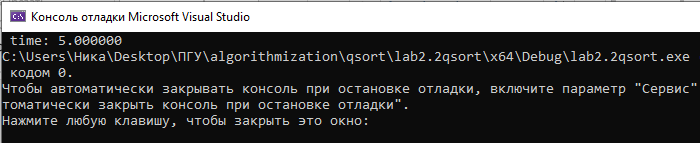 Консоль отладки Microsoft Visual Studio
time: 5.000000
C:\Users\Ника\Desktop\ПГУ\algorithmization\qsort\lab2.2qsort\x64\Debug\lab2.2qsort.exe
кодом 0.
Чтобы автоматически закрывать консоль при остановке отладки, включите параметр "Сервис"
томатически закрыть консоль при остановке отладки".
Нажмите любую клавишу, чтобы закрыть это окно: